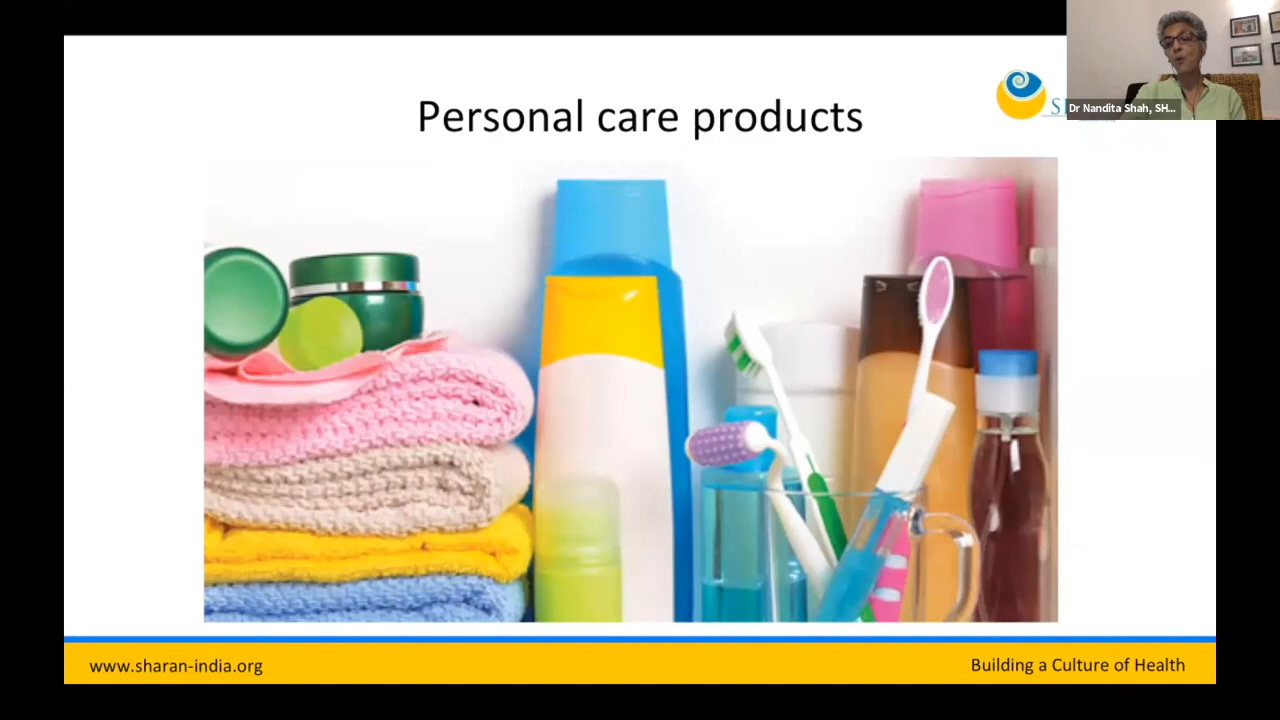 Personal care products
Dr Nandita Shah, SH...
www.sharan-india.org
Building a Culture of Health